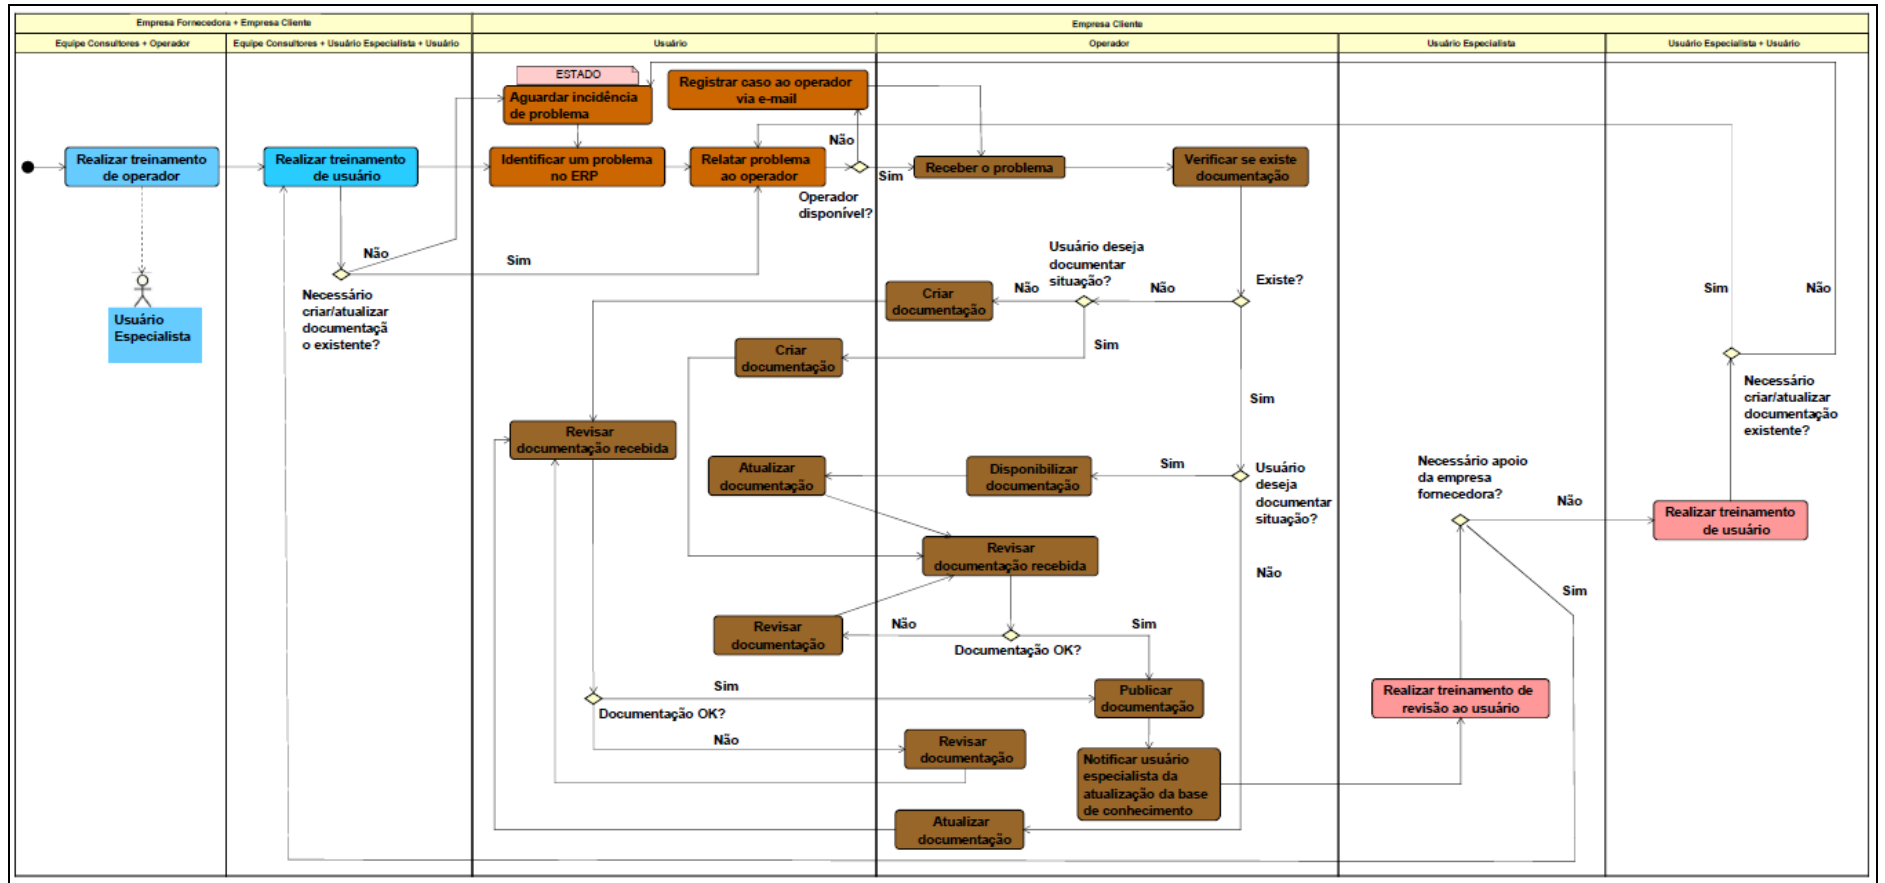 Empresa Fornecedora + Empresa Cliente
Empresa Cliente
Equipe Consultores + Operador
Equipe Consultores + Usuário Especialista + Usuário
Usuário
Operador
Usuário Especialista
Usuário Especialista + Usuário
ESTADO
Aguardar incidência
de problema
Registrar caso ao operador
via e-mail
Não
Realizar treinamento
de operador
Realizar treinamento
de usuário
Identificar um problema
no ERP
Relatar problema
ao operador
Sim
Operador
disponível?
Receber o problema
Verificar se existe
documentação
Não
Sim
Necessário
criar/atualizar
documentaçã
o existente?
Usuário
Especialista
Usuário deseja
documentar
situação?
Existe?
Não
Não
Criar
documentação
Sim
Criar
documentação
Sim
Sim
Não
Necessário
criar/atualizar
documentação
existente?
Revisar
documentação recebida
Atualizar
documentação
Disponibilizar
documentação
Sim
Usuário
deseja
documentar
situação?
Necessário apoio
da empresa
fornecedora?
Não
Realizar treinamento
de usuário
Revisar
documentação recebida
Não
Sim
Revisar
documentação
Não
Sim
Documentação OK?
Sim
Documentação OK?
Publicar
documentação
Realizar treinamento de
revisão ao usuário
Não
Revisar
documentação
Notificar usuário
especialista da
atualização da base
de conhecimento
Atualizar
documentação